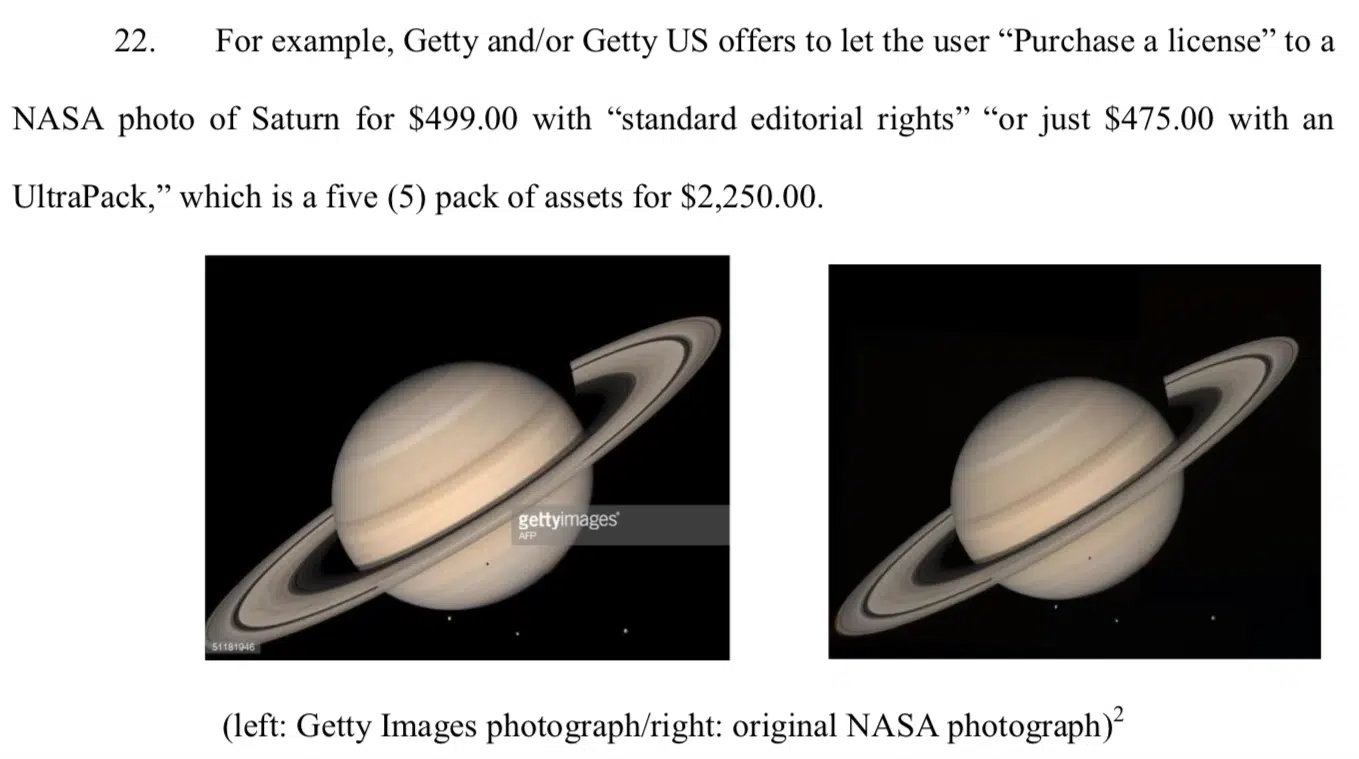 22. For example, Getty and/or Getty US offers to let the user “Purchase a license” to a
NASA photo of Saturn for $499.00 with “standard editorial rights” “or just $475.00 with an
UltraPack,” which is a five (5) pack of assets for $2,250.00.
gettyimages®
AFP
51181946
(left: Getty Images photograph/right: original NASA photograph)2